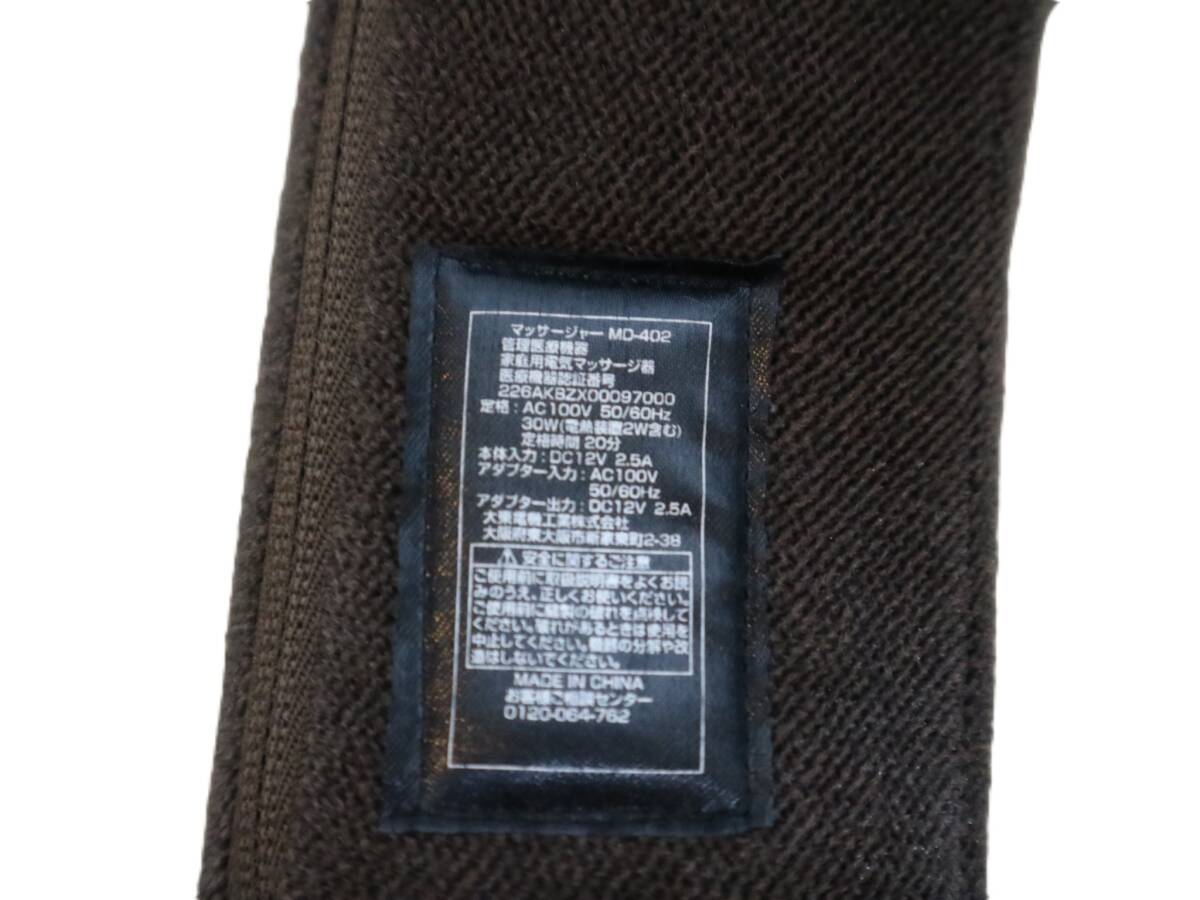 マッサージャー MD-402
管理医療機器
家庭用電気マッサージ器
医療機器認証番号
226AKBZX00097000
定格：AC100V 50/60Hz
30W(電熱装置2W含む)
定格時間 20分
本体入力：DC12V 2.5A
アダプター入力：AC100V
50/60Hz
アダプター出力：DC12V 2.5A
大東電機工業株式会社
大阪府東大阪市新家東町2-38
⚠ 安全に関するご注意
ご使用前に取扱説明書をよくお読
みのうえ、正しくお使いください。
ご使用前に縫製の破れを点検して
ください。破れがあるときは使用を
中止してください。機器の分解や改
造はしないでください。
MADE IN CHINA
お客様ご相談センター
0120-064-762